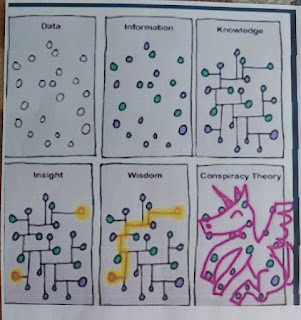 Data
Information
Knowledge
Insight
Wisdom
Conspiracy Theory